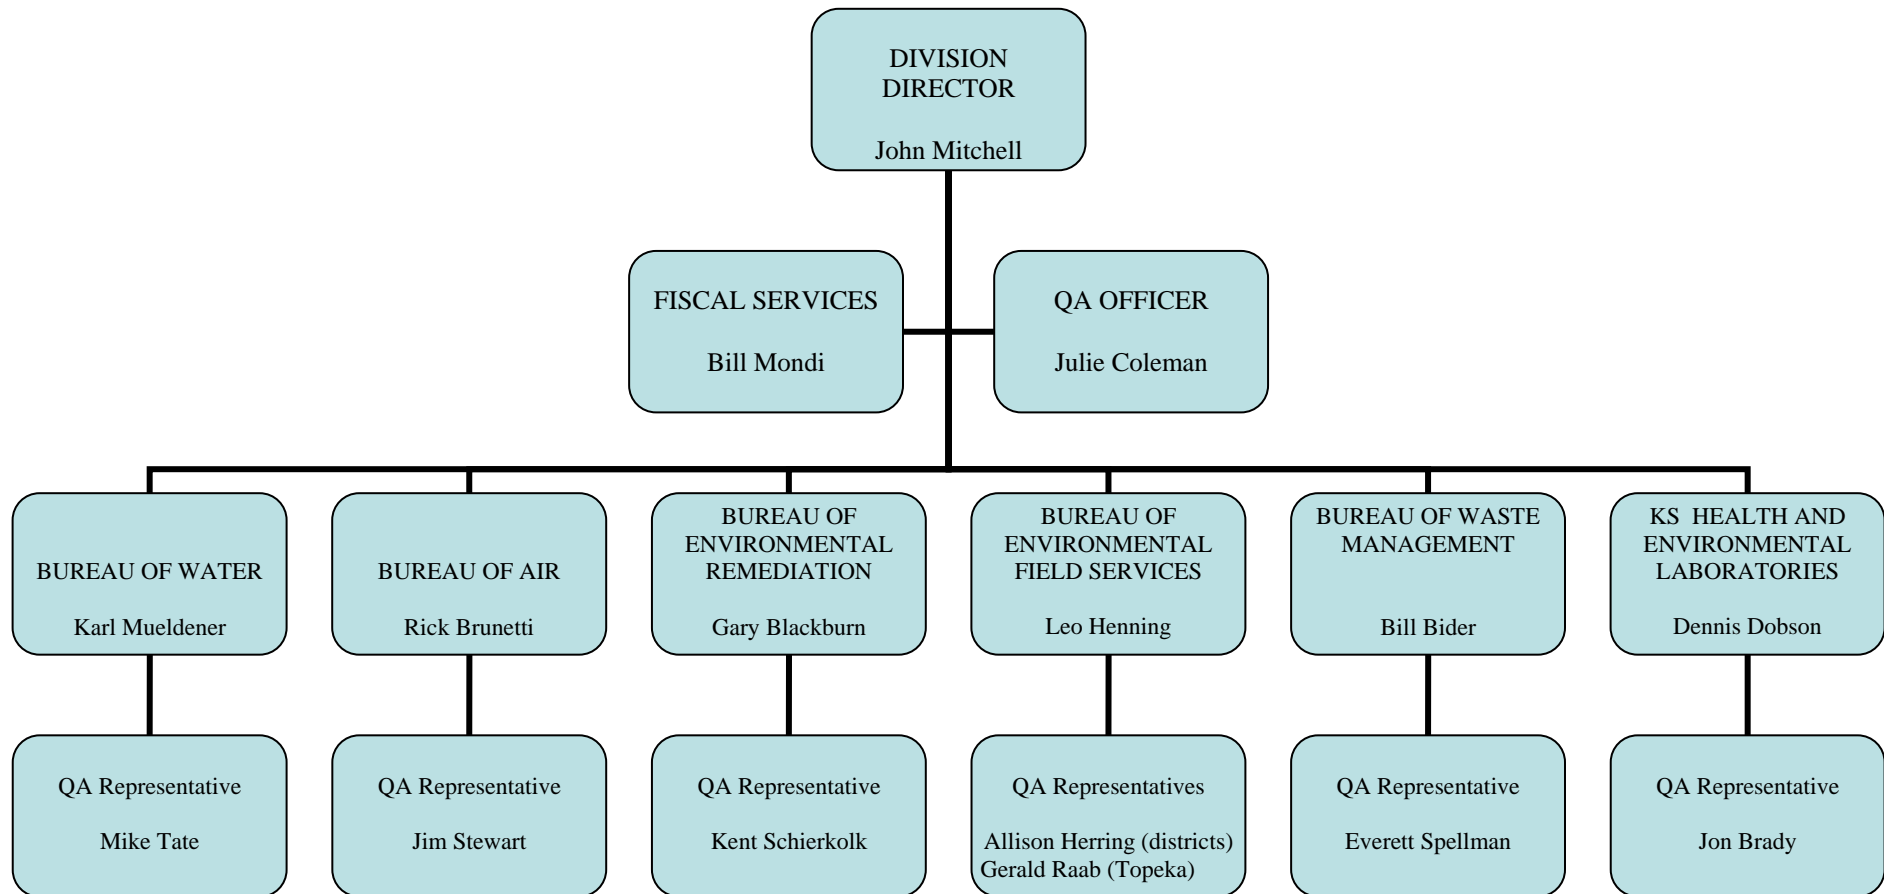 DIVISION
DIRECTOR
John Mitchell
FISCAL SERVICES
Bill Mondi
QA OFFICER
Julie Coleman
BUREAU OF WATER
Karl Mueldener
BUREAU OF AIR
Rick Brunetti
BUREAU OF
ENVIRONMENTAL
REMEDIATION
Gary Blackburn
BUREAU OF
ENVIRONMENTAL
FIELD SERVICES
Leo Henning
BUREAU OF WASTE
MANAGEMENT
Bill Bider
KS HEALTH AND
ENVIRONMENTAL
LABORATORIES
Dennis Dobson
QA Representative
Mike Tate
QA Representative
Jim Stewart
QA Representative
Kent Schierkolk
QA Representatives
Allison Herring (districts)
Gerald Raab (Topeka)
QA Representative
Everett Spellman
QA Representative
Jon Brady